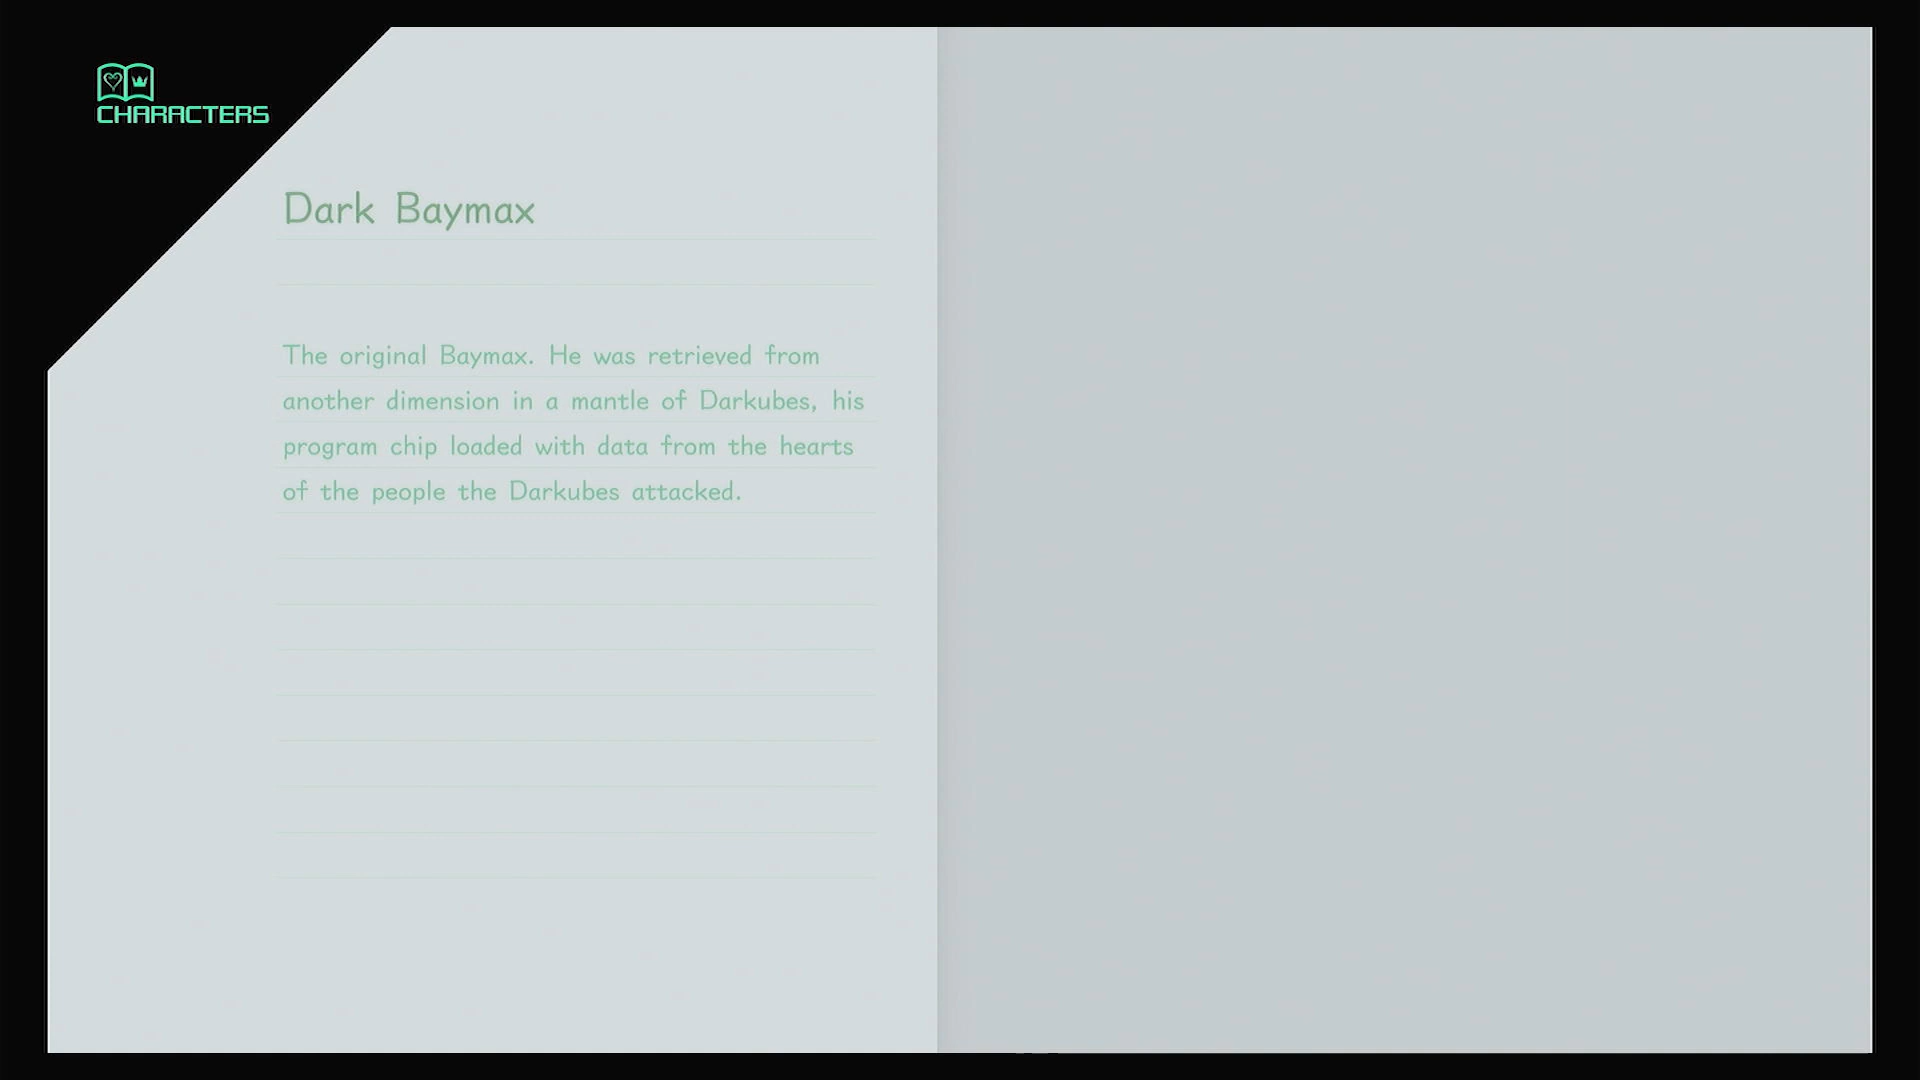 CHARACTERS
Dark Baymax
The original Baymax. He was retrieved from
another dimension in a mantle of Darkubes, his
program chip loaded with data from the hearts
of the people the Darkubes attacked.